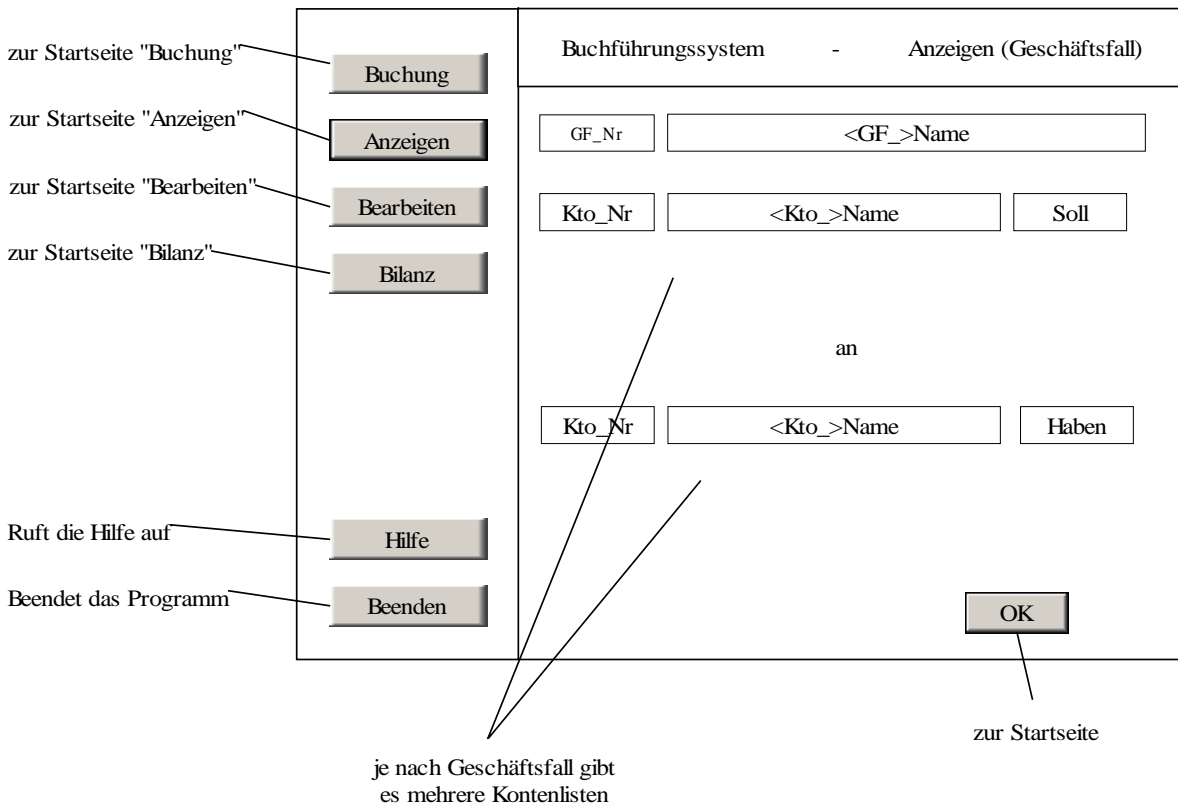 zur Startseite "Buchung"
zur Startseite "Anzeigen"
zur Startseite "Bearbeiten"
zur Startseite "Bilanz"
Ruft die Hilfe auf
Beendet das Programm
Buchung
Anzeigen
Bearbeiten
Bilanz
Hilfe
Beenden
Buchführungssystem - Anzeigen (Geschäftsfall)
GF_Nr <GF_>Name
Kto_Nr <Kto_>Name Soll
an
Kto_Nr <Kto_>Name Haben
OK
zur Startseite
je nach Geschäftsfall gibt
es mehrere Kontenlisten